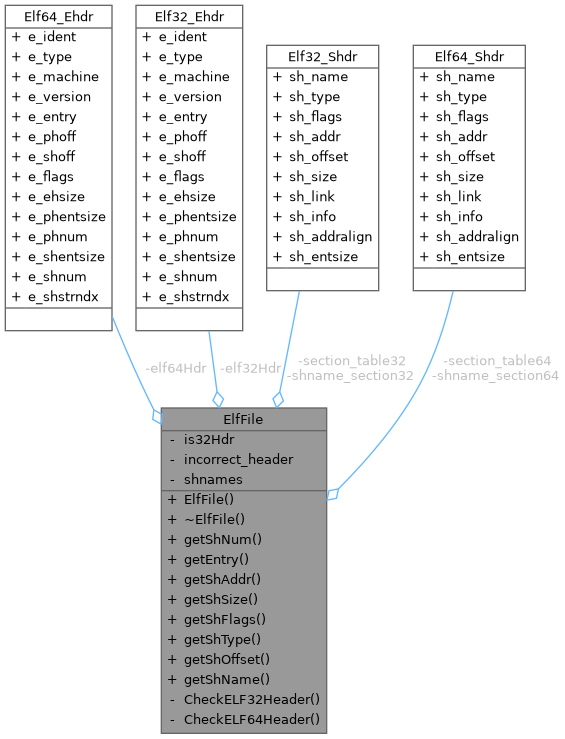 Elf64_Ehdr
+ e_ident
+ e_type
+ e_machine
+ e_version
+ e_entry
+ e_phoff
+ e_shoff
+ e_flags
+ e_ehsize
+ e_phentsize
+ e_phnum
+ e_shentsize
+ e_shnum
+ e_shstrndx
Elf32_Ehdr
+ e_ident
+ e_type
+ e_machine
+ e_version
+ e_entry
+ e_phoff
+ e_shoff
+ e_flags
+ e_ehsize
+ e_phentsize
+ e_phnum
+ e_shentsize
+ e_shnum
+ e_shstrndx
Elf32_Shdr
+ sh_name
+ sh_type
+ sh_flags
+ sh_addr
+ sh_offset
+ sh_size
+ sh_link
+ sh_info
+ sh_addralign
+ sh_entsize
Elf64_Shdr
+ sh_name
+ sh_type
+ sh_flags
+ sh_addr
+ sh_offset
+ sh_size
+ sh_link
+ sh_info
+ sh_addralign
+ sh_entsize
-elf64Hdr
-elf32Hdr
-section_table32
-shname_section32
-section_table64
-shname_section64
ElfFile
- is32Hdr
- incorrect_header
- shnames
+ ElfFile()
+ ~ElfFile()
+ getShNum()
+ getEntry()
+ getShAddr()
+ getShSize()
+ getShFlags()
+ getShType()
+ getShOffset()
+ getShName()
- CheckELF32Header()
- CheckELF64Header()